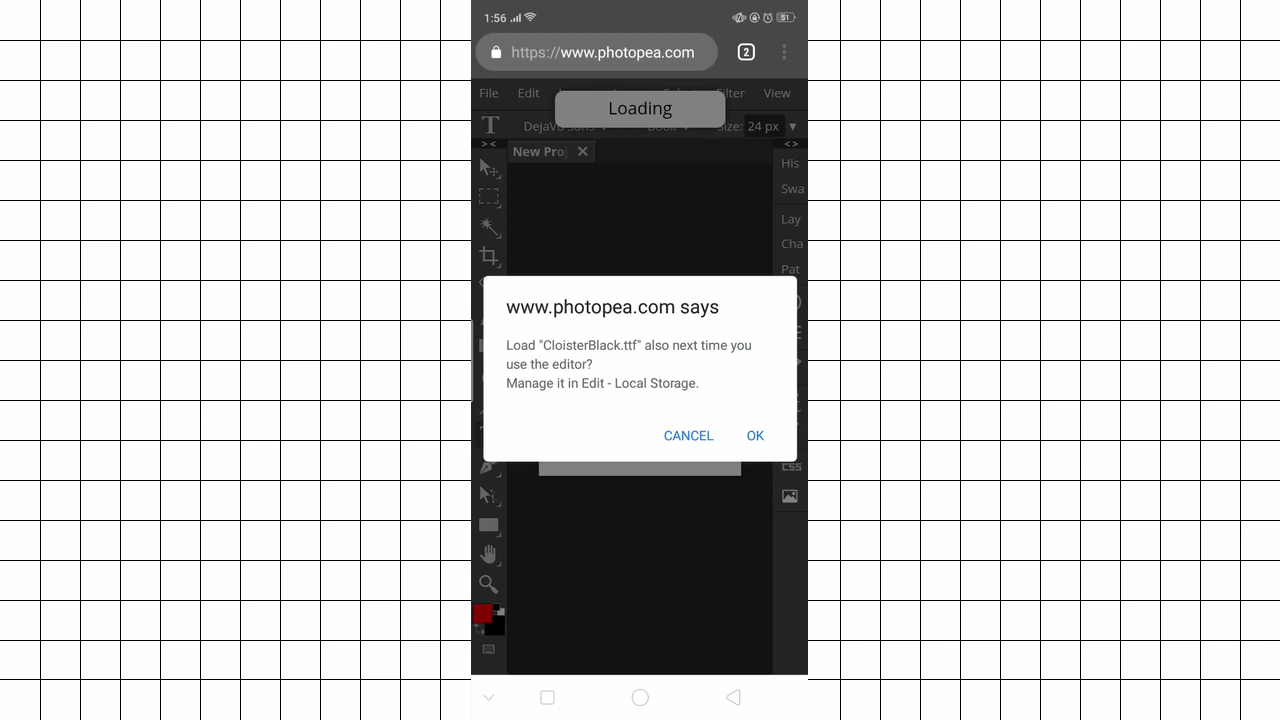 1:56
51
https://www.photopea.com
2
File Edit Filter View
Loading
T Size: 24 px
New Proj
His
Swa
Lay
Cha
Pat
www.photopea.com says
Load "CloisterBlack.ttf" also next time you
use the editor?
Manage it in Edit - Local Storage.
CANCEL OK
CSS